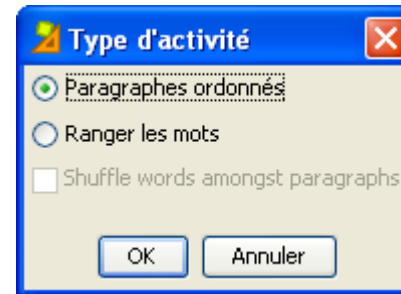 Type d'activité
Paragraphes ordonnés
Ranger les mots
Shuffle words amongst paragraphs
OK Annuler